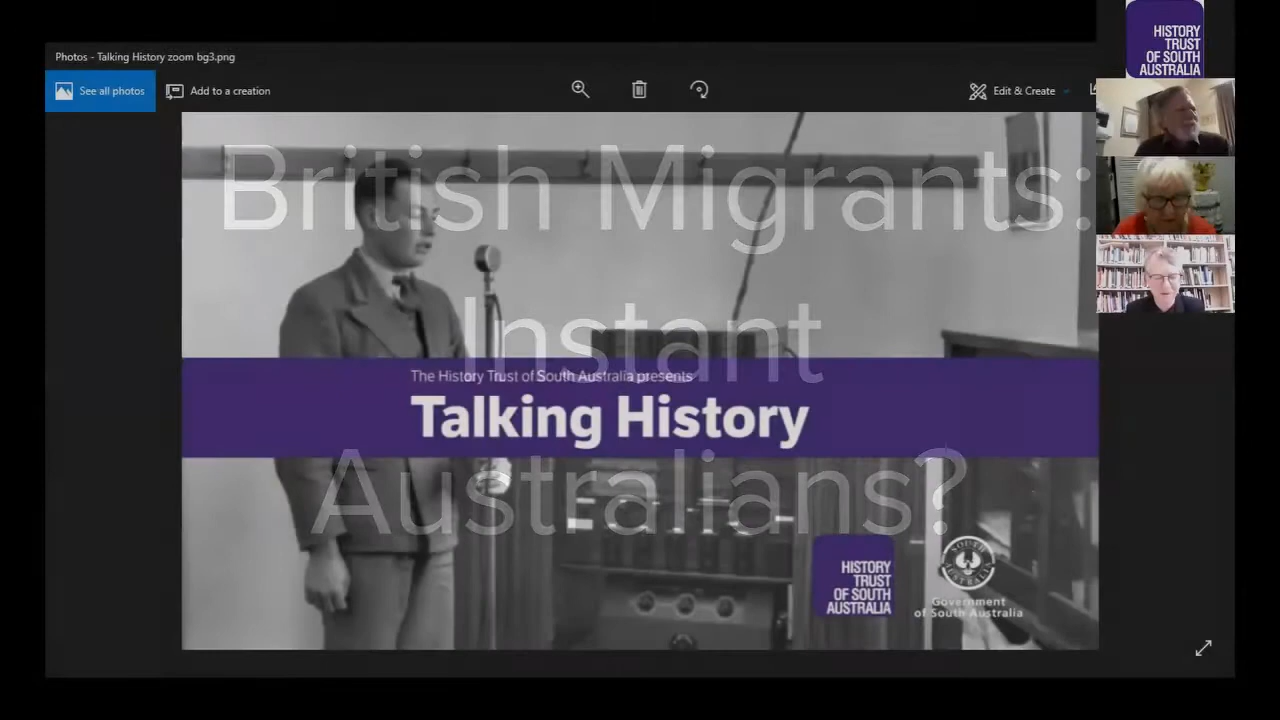 Photos - Talking History zoom bg3.png
See all photos
Add to a creation
Edit & Create
HISTORY
TRUST
OF SOUTH
AUSTRALIA
British Migrants:
Instant
Australians?
The History Trust of South Australia presents
Talking History
HISTORY
TRUST
OF SOUTH
AUSTRALIA
SOUTH
AUSTRALIA
Government
of South Australia